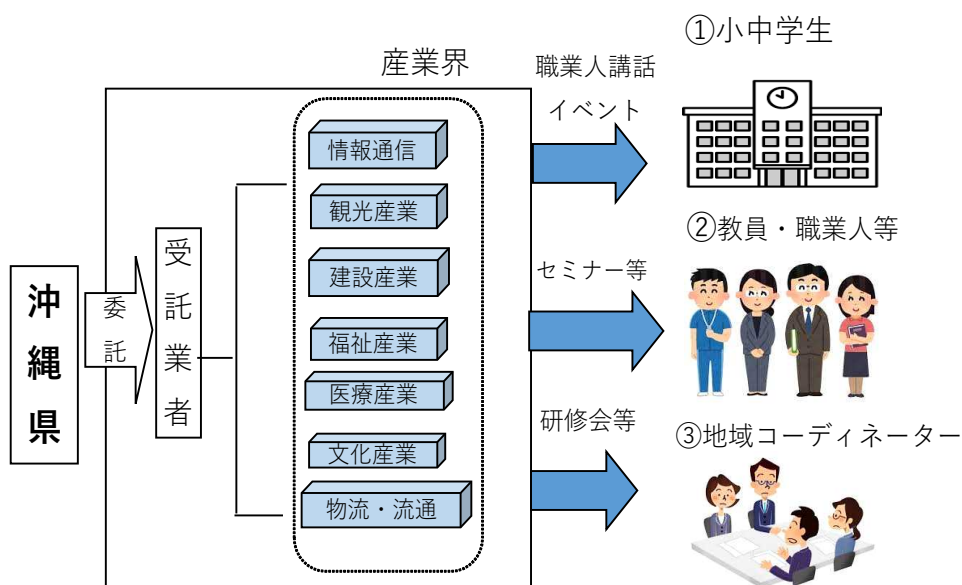 沖縄県
委託
受託業者
産業界
情報通信
観光産業
建設産業
福祉産業
医療産業
文化産業
物流・流通
職業人講話
イベント
①小中学生
セミナー等
②教員・職業人等
研修会等
③地域コーディネーター